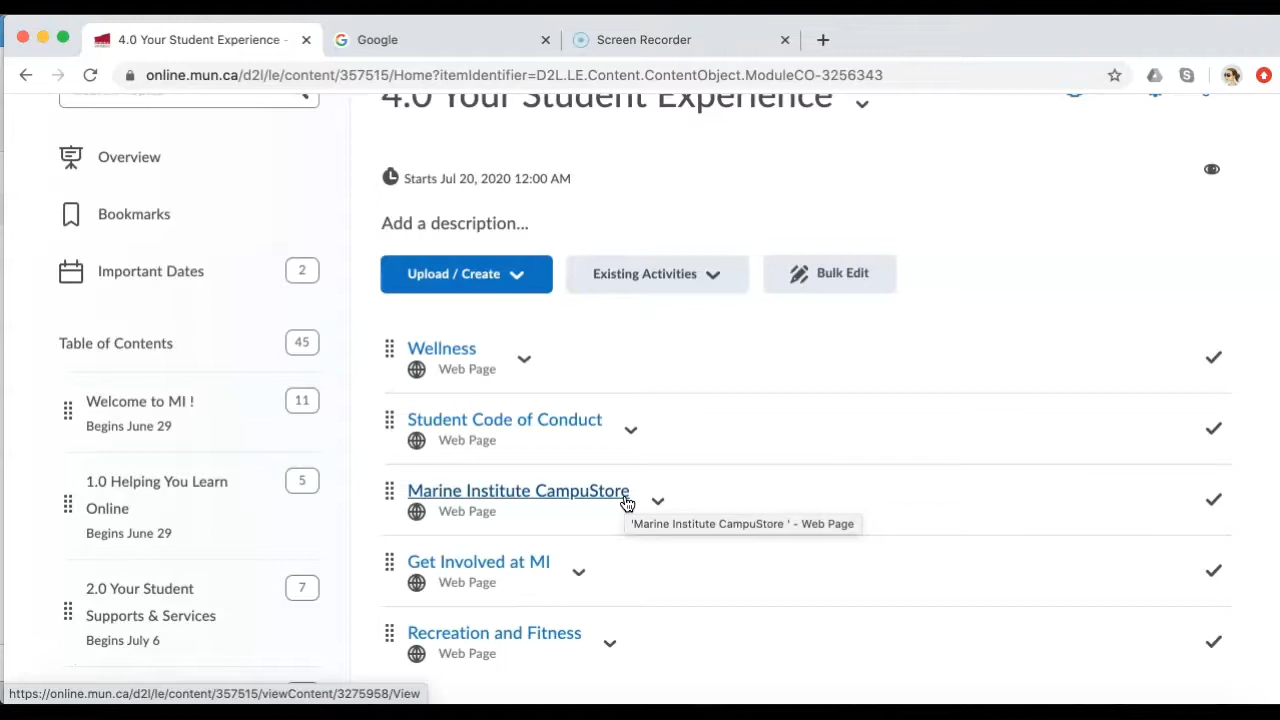 4.0 Your Student Experience -
Google
Screen Recorder
online.mun.ca/d2l/le/content/357515/Home?itemIdentifier=D2L.LE.Content.ContentObject.ModuleCO-3256343
4.0 Your Student Experience
Overview
Starts Jul 20, 2020 12:00 AM
Bookmarks
Add a description...
Important Dates
2
Upload / Create
Existing Activities
Bulk Edit
Table of Contents
45
Wellness
Web Page
Welcome to MI !
11
Begins June 29
Student Code of Conduct
Web Page
1.0 Helping You Learn
Online
5
Begins June 29
Marine Institute CampuStore
Web Page
'Marine Institute CampuStore ' - Web Page
2.0 Your Student
Supports & Services
7
Begins July 6
Get Involved at MI
Web Page
Recreation and Fitness
Web Page
https://online.mun.ca/d2l/le/content/357515/viewContent/3275958/View